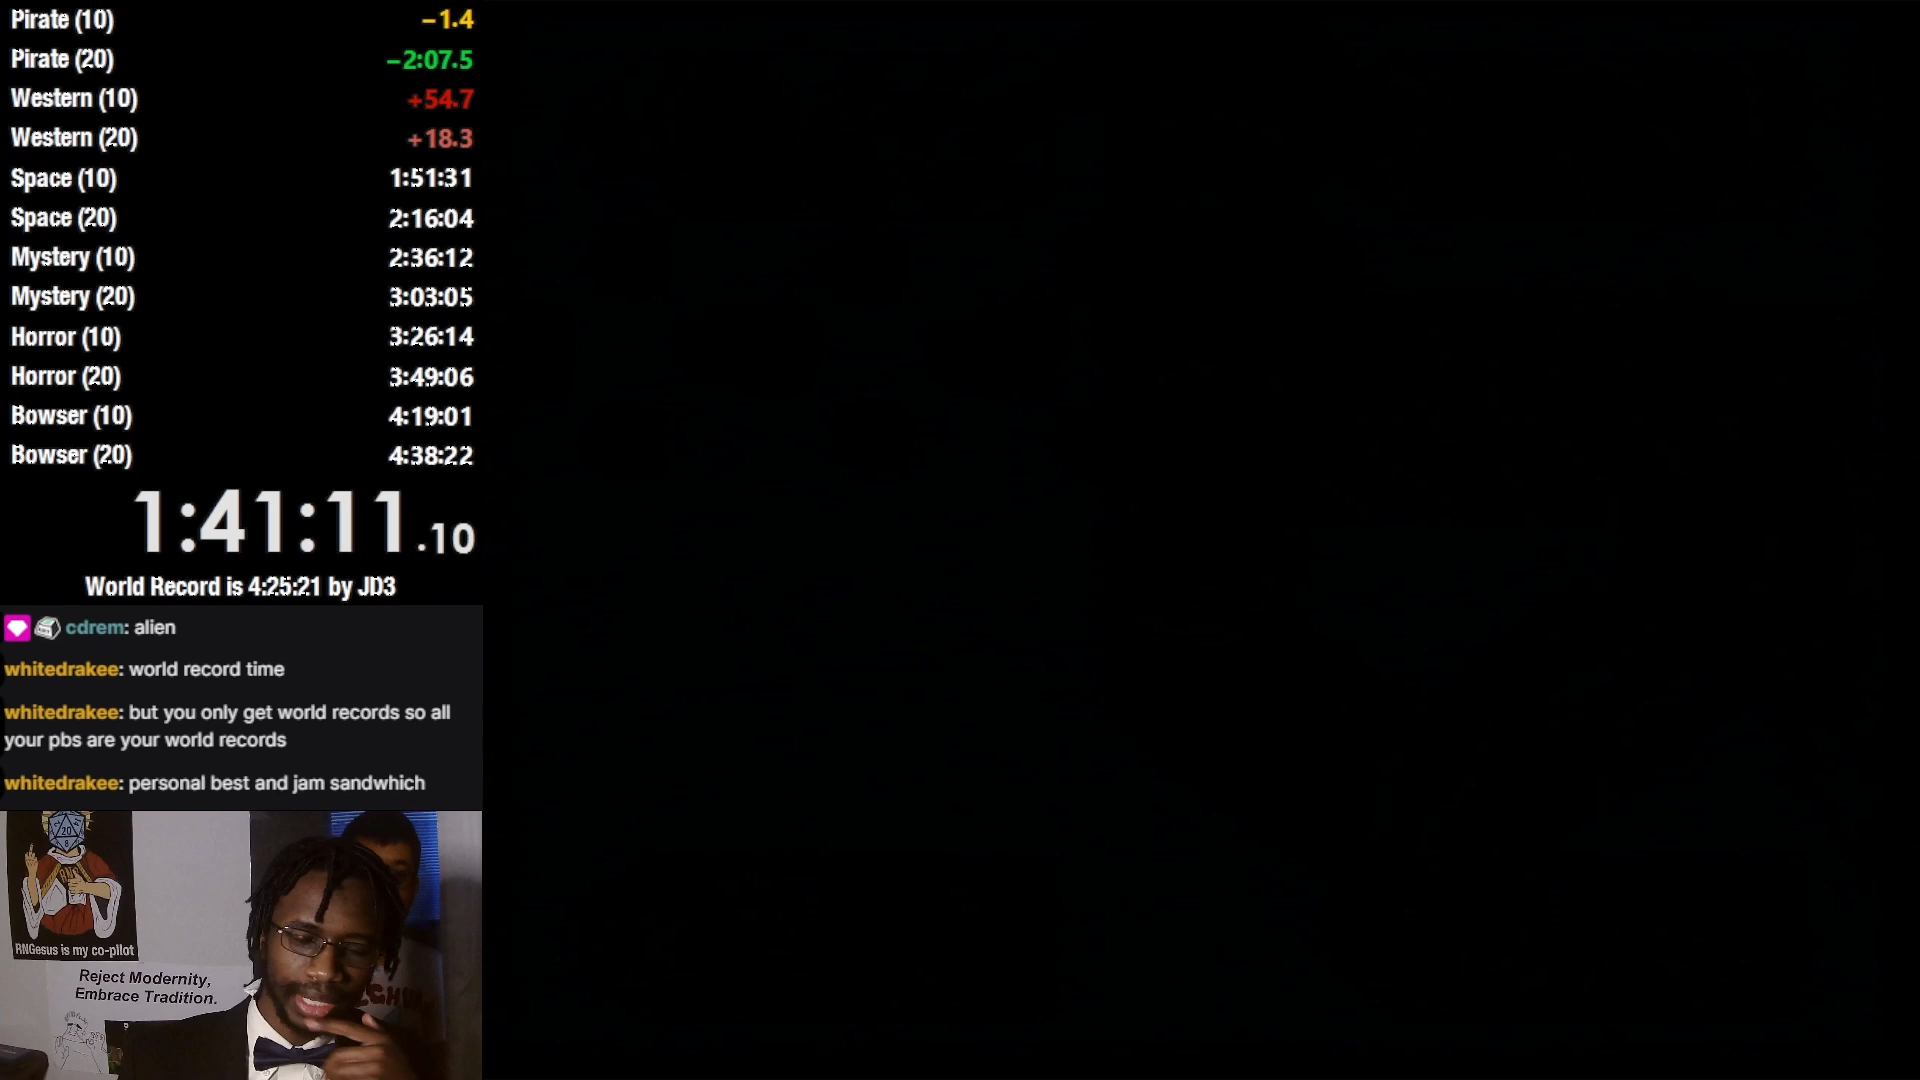 Pirate (10) −1.4
Pirate (20) −2:07.5
Western (10) +54.7
Western (20) +18.3
Space (10) 1:51:31
Space (20) 2:16:04
Mystery (10) 2:36:12
Mystery (20) 3:03:05
Horror (10) 3:26:14
Horror (20) 3:49:06
Bowser (10) 4:19:01
Bowser (20) 4:38:22
1:41:11.10
World Record is 4:25:21 by JD3
cdrem: alien
whitedrakee: world record time
whitedrakee: but you only get world records so all
your pbs are your world records
whitedrakee: personal best and jam sandwhich
20
8
RNGesus is my co-pilot
Reject Modernity,
Embrace Tradition.